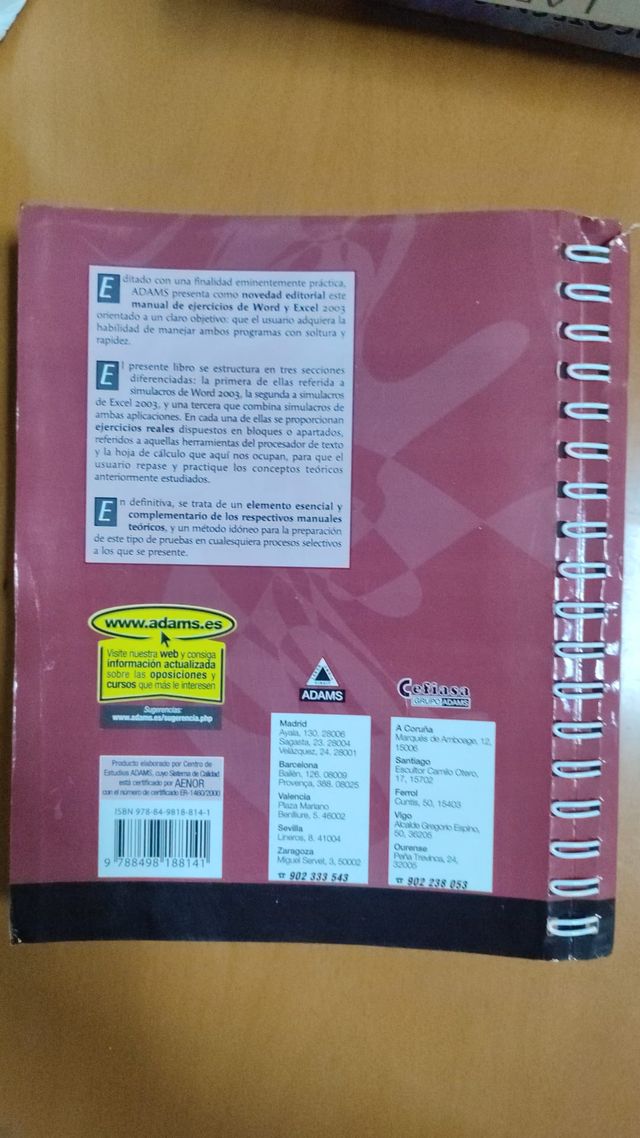 Editado con una finalidad eminentemente práctica,
ADAMS presenta como novedad editorial este
manual de ejercicios de Word y Excel 2003
orientado a un claro objetivo: que el usuario adquiera la
habilidad de manejar ambos programas con soltura y
rapidez.
El presente libro se estructura en tres secciones
diferenciadas: la primera de ellas referida a
simulacros de Word 2003, la segunda a simulacros
de Excel 2003, y una tercera que combina simulacros de
ambas aplicaciones. En cada una de ellas se proporcionan
ejercicios reales dispuestos en bloques o apartados,
referidos a aquellas herramientas del procesador de texto
y la hoja de cálculo que aquí nos ocupan, para que el
usuario repase y practique los conceptos teóricos
anteriormente estudiados.
En definitiva, se trata de un elemento esencial y
complementario de los respectivos manuales
teóricos, y un método idóneo para la preparación
de este tipo de pruebas en cualesquiera procesos selectivos
a los que se presente.
www.adams.es
Visite nuestra web y consiga
información actualizada
sobre las oposiciones y
cursos que más le interesen
Sugerencias:
www.adams.es/sugerencia.php
Producto elaborado por Centro de
Estudios ADAMS, cuyo Sistema de Calidad
está certificado por AENOR
con el número de certificado ER-1460/2000
ISBN 978-84-9818-814-1
9 788498 188141
ADAMS
Madrid
Ayala, 130. 28006
Sagasta, 23. 28004
Velázquez, 24. 28001
Barcelona
Bailén, 126. 08009
Provença, 388. 08025
Valencia
Plaza Mariano
Benlliure, 5. 46002
Sevilla
Lineros, 8. 41004
Zaragoza
Miguel Servet, 3, 50002
☎ 902 333 543
Cefiasa
GRUPO ADAMS
A Coruña
Marqués de Amboage, 12,
15006
Santiago
Escultor Camilo Otero,
17, 15702
Ferrol
Cuntis, 50, 15403
Vigo
Alcalde Gregorio Espino,
50, 36205
Ourense
Peña Trevinca, 24,
32005
☎ 902 238 053